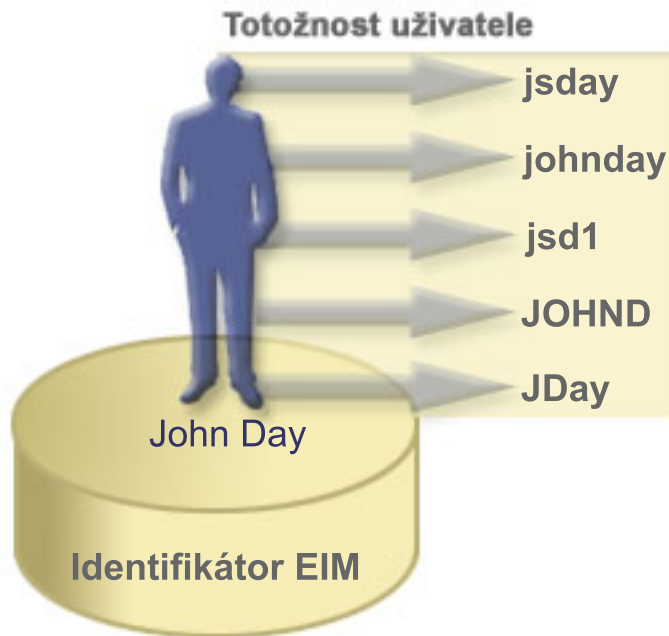 Totožnost uživatele
jsday
johnday
jsd1
JOHND
JDay
John Day
Identifikátor EIM